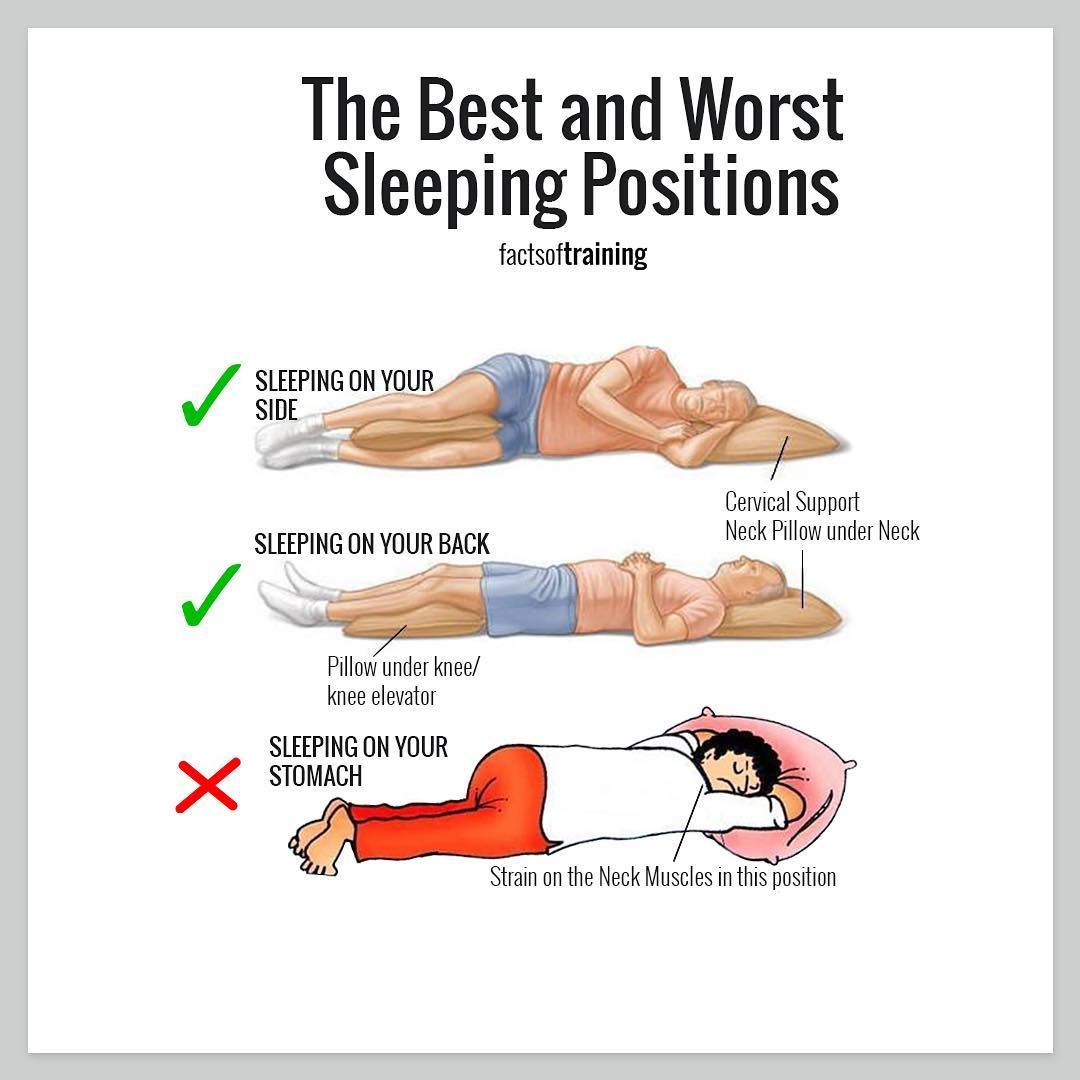 The Best and Worst
Sleeping Positions
factsoftraining
SLEEPING ON YOUR
SIDE
Cervical Support
Neck Pillow under Neck
SLEEPING ON YOUR BACK
Pillow under knee/
knee elevator
SLEEPING ON YOUR
STOMACH
Strain on the Neck Muscles in this position